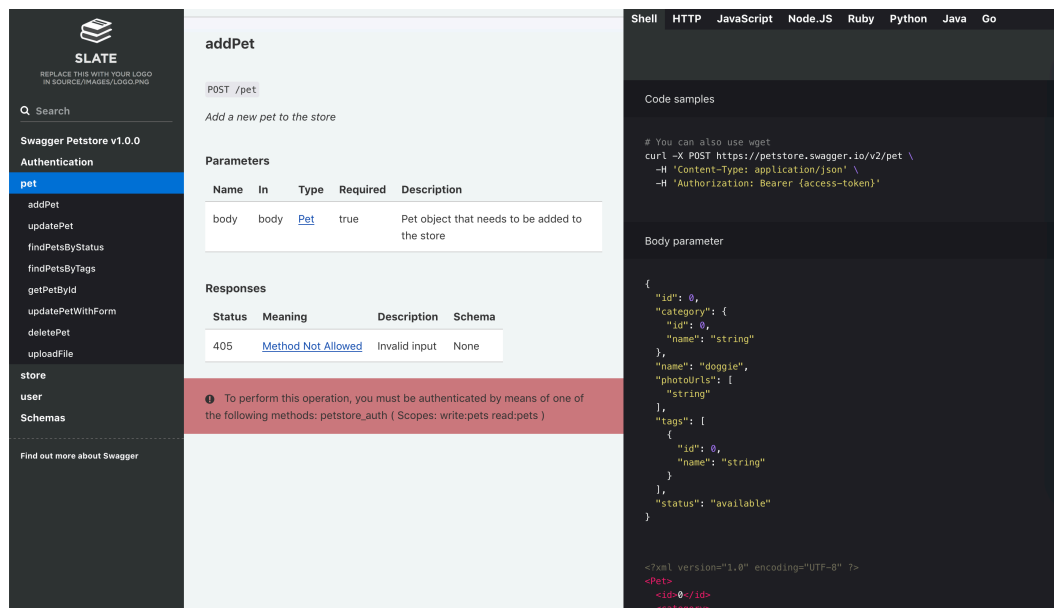 SLATE
REPLACE THIS WITH YOUR LOGO
IN SOURCE/IMAGES/LOGO.PNG
Search
Swagger Petstore v1.0.0
Authentication
pet
addPet
updatePet
findPetsByStatus
findPetsByTags
getPetById
updatePetWithForm
deletePet
uploadFile
store
user
Schemas
Find out more about Swagger
addPet
POST /pet
Add a new pet to the store
Parameters
Name In Type Required Description
body body Pet true Pet object that needs to be added to
the store
Responses
Status Meaning Description Schema
405 Method Not Allowed Invalid input None
To perform this operation, you must be authenticated by means of one of
the following methods: petstore_auth ( Scopes: write:pets read:pets )
Shell HTTP JavaScript Node.JS Ruby Python Java Go
Code samples
# You can also use wget
curl -X POST https://petstore.swagger.io/v2/pet \
-H 'Content-Type: application/json' \
-H 'Authorization: Bearer {access-token}'
Body parameter
{
"id": 0,
"category": {
"id": 0,
"name": "string"
},
"name": "doggie",
"photoUrls": [
"string"
],
"tags": [
{
"id": 0,
"name": "string"
}
],
"status": "available"
}
<?xml version="1.0" encoding="UTF-8" ?>
<Pet>
<id>0</id>
<category>